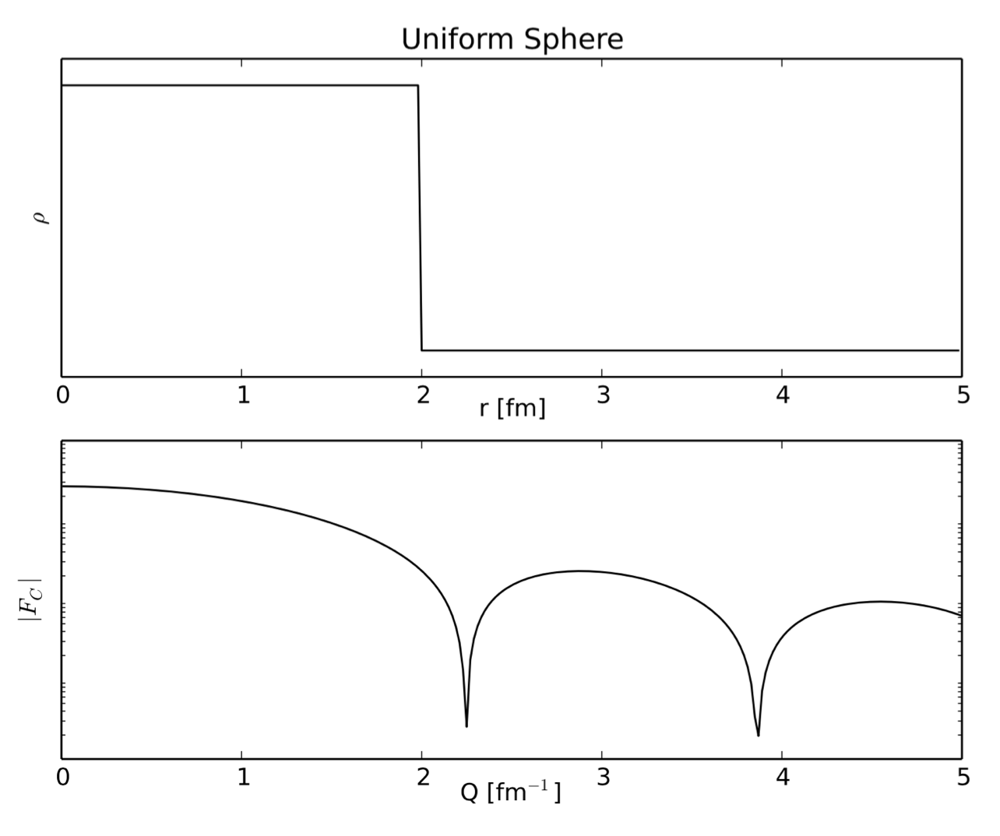 Uniform Sphere
ρ
0 1 2 3 4 5
r [fm]
|F_C|
0 1 2 3 4 5
Q [fm⁻¹]